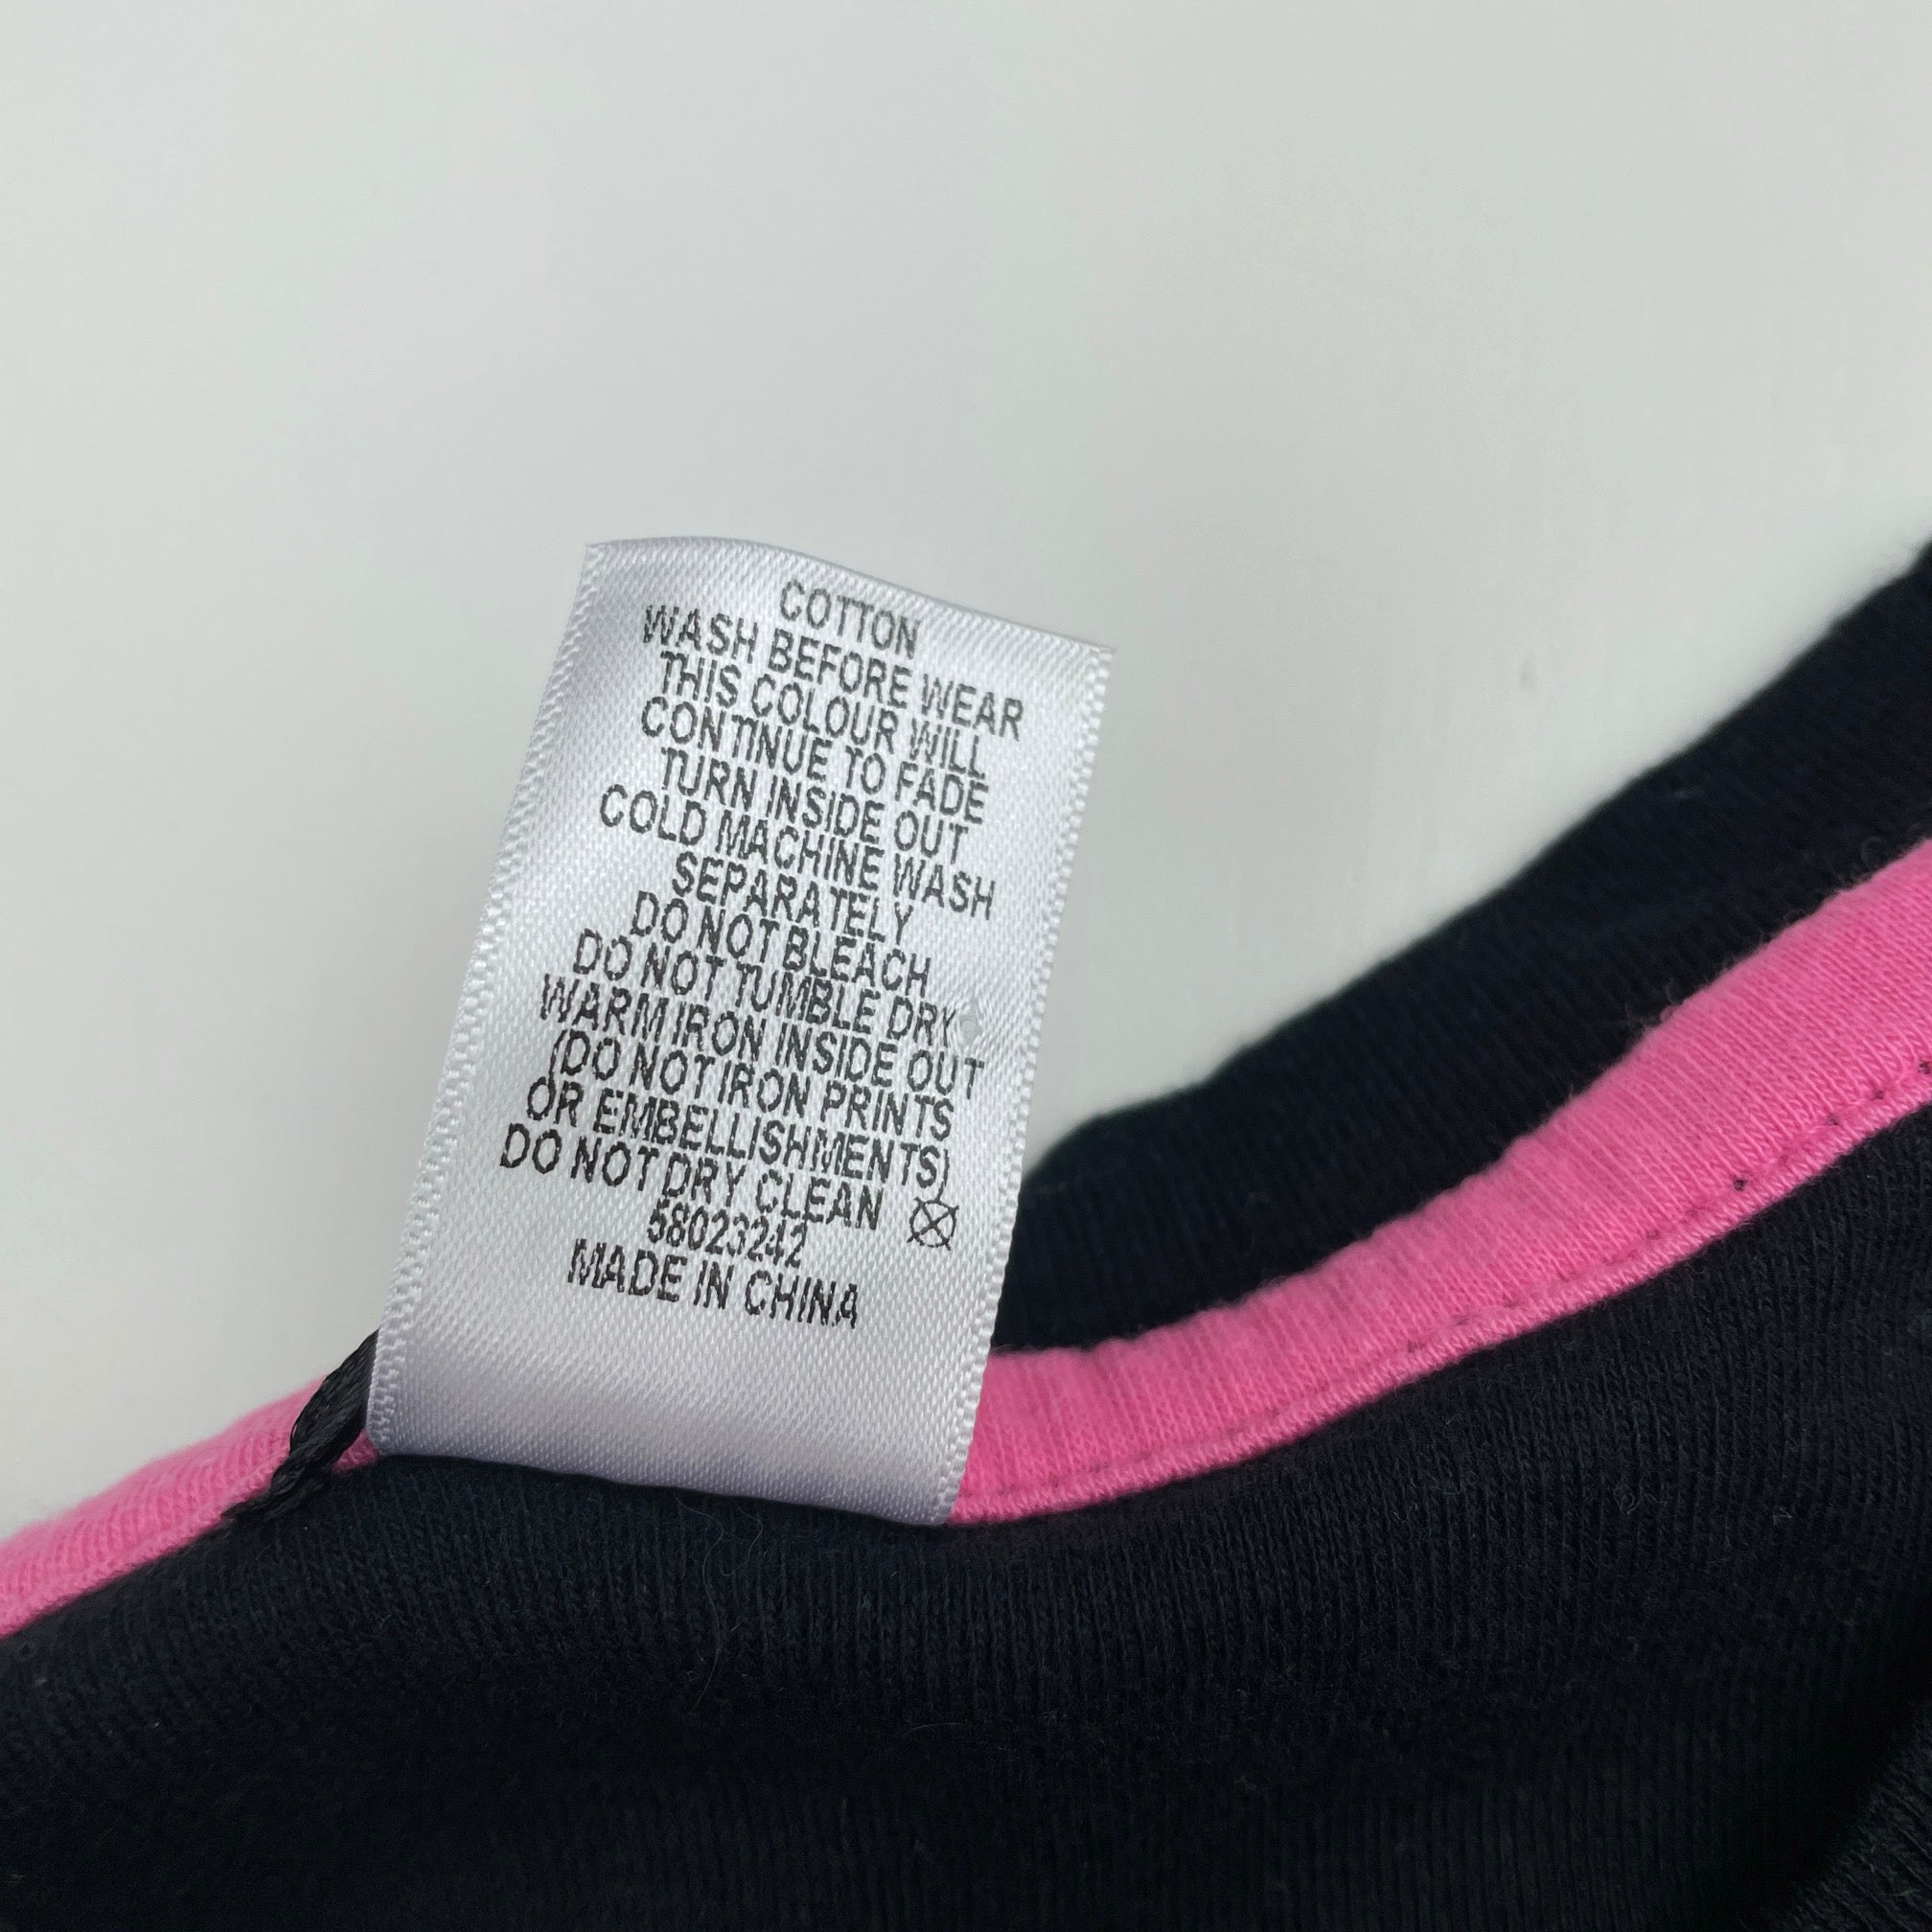 COTTON
WASH BEFORE WEAR
THIS COLOUR WILL
CONTINUE TO FADE
TURN INSIDE OUT
COLD MACHINE WASH
SEPARATELY
DO NOT BLEACH
DO NOT TUMBLE DRY
WARM IRON INSIDE OUT
(DO NOT IRON PRINTS
OR EMBELLISHMENTS)
DO NOT DRY CLEAN
58023242
MADE IN CHINA